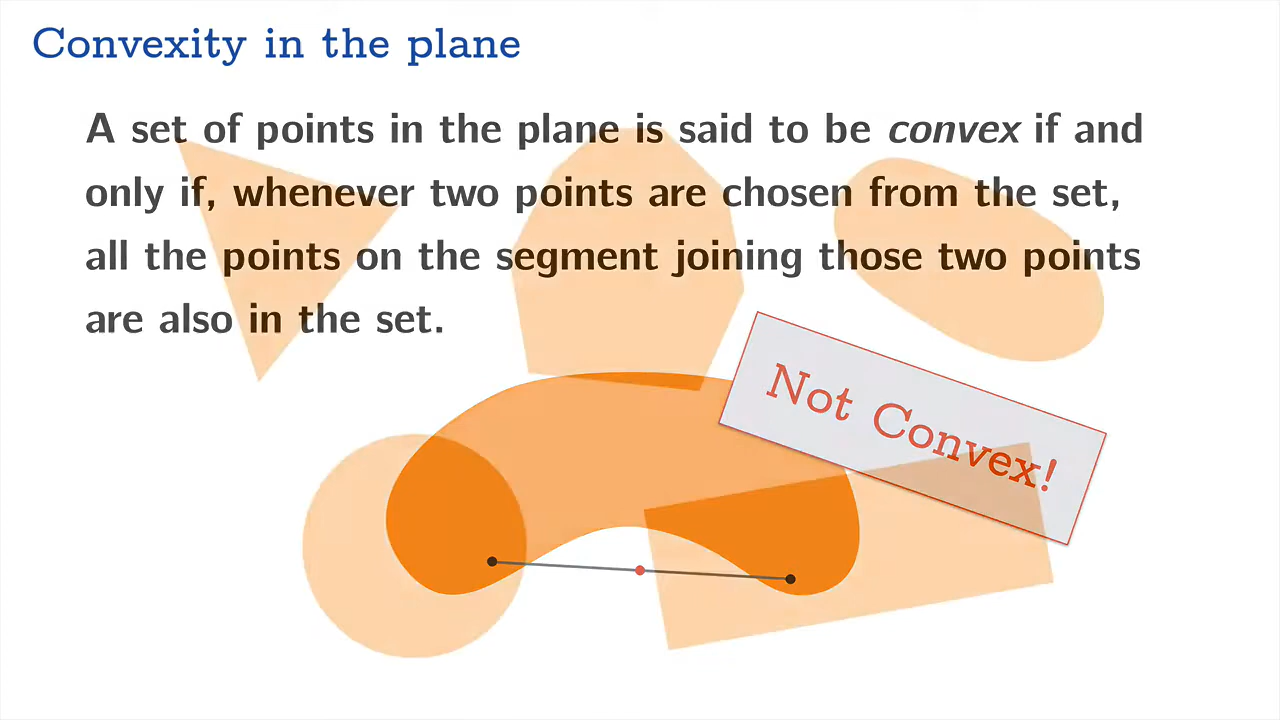 Convexity in the plane
A set of points in the plane is said to be convex if and
only if, whenever two points are chosen from the set,
all the points on the segment joining those two points
are also in the set.
Not Convex!